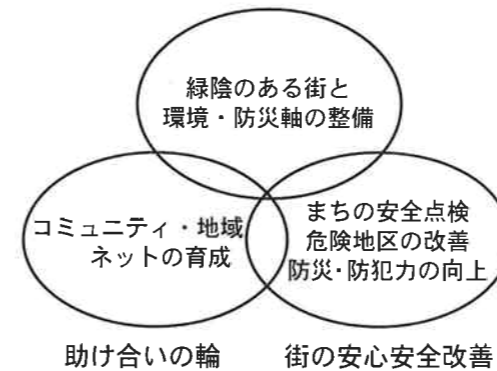 緑陰のある街と
環境・防災軸の整備
コミュニティ・地域
ネットの育成
まちの安全点検
危険地区の改善
防災・防犯力の向上
助け合いの輪
街の安心安全改善